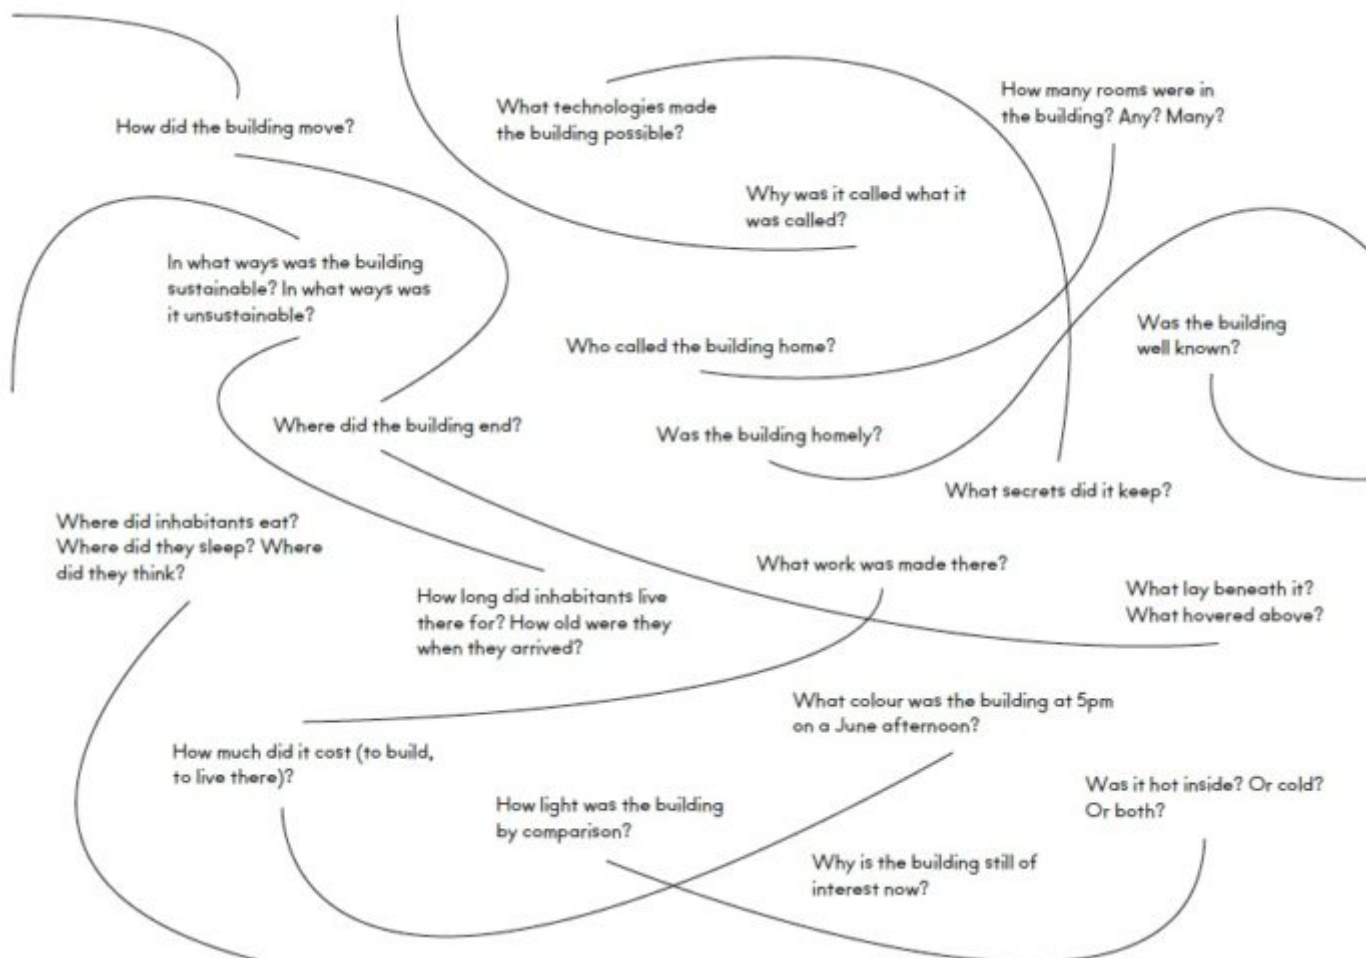 How did the building move?
What technologies made
the building possible?
How many rooms were in
the building? Any? Many?
Why was it called what it
was called?
In what ways was the building
sustainable? In what ways was
it unsustainable?
Who called the building home?
Was the building
well known?
Where did the building end?
Was the building homely?
What secrets did it keep?
Where did inhabitants eat?
Where did they sleep? Where
did they think?
How long did inhabitants live
there for? How old were they
when they arrived?
What work was made there?
What lay beneath it?
What hovered above?
What colour was the building at 5pm
on a June afternoon?
How much did it cost (to build,
to live there)?
How light was the building
by comparison?
Was it hot inside? Or cold?
Or both?
Why is the building still of
interest now?